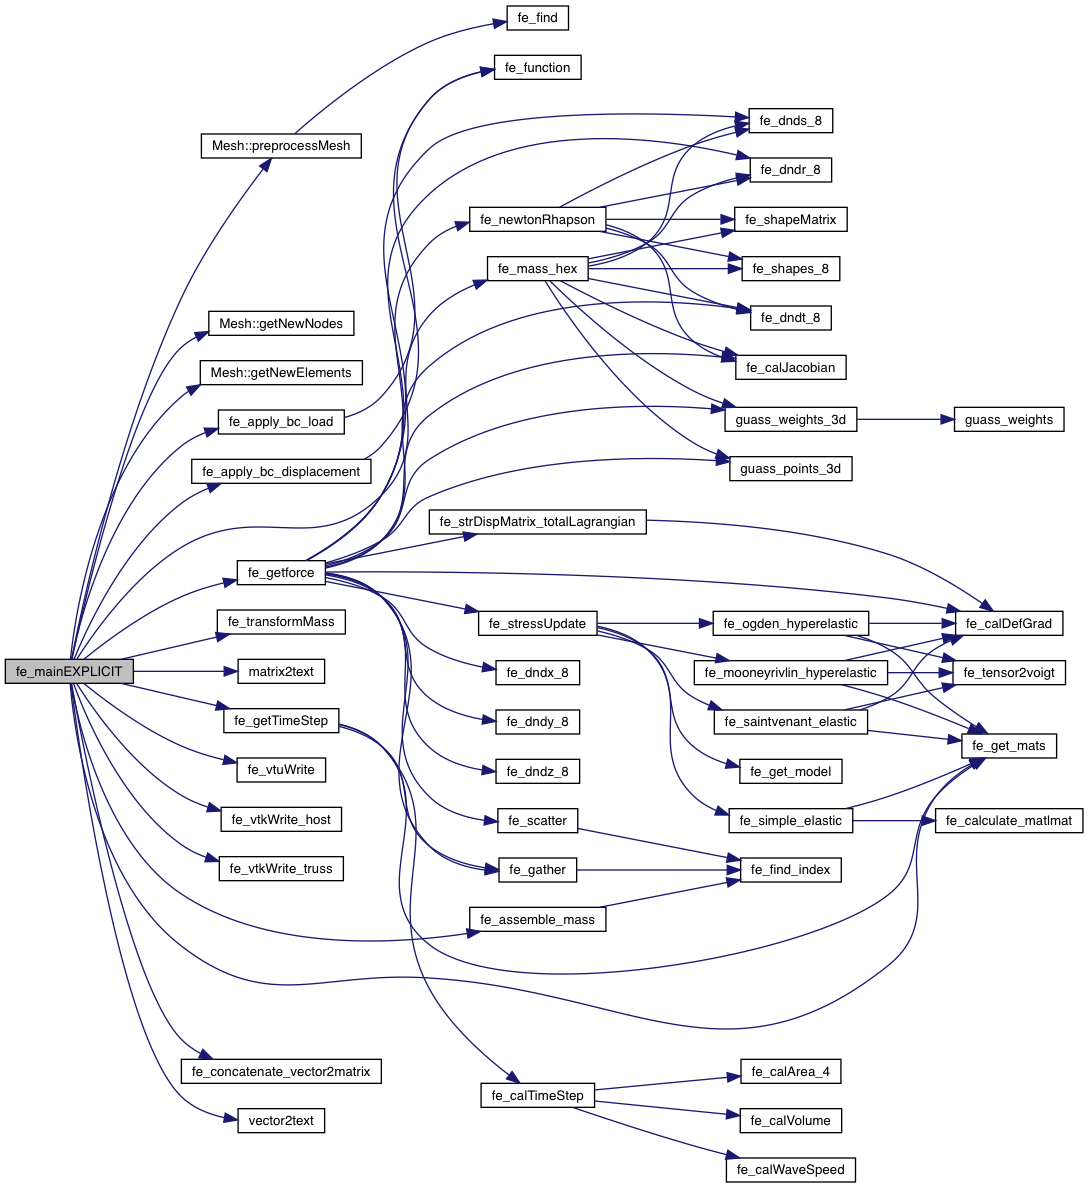 fe_find
fe_function
fe_dnds_8
Mesh::preprocessMesh
fe_dndr_8
fe_newtonRhapson
fe_shapeMatrix
fe_mass_hex
fe_shapes_8
Mesh::getNewNodes
fe_dndt_8
Mesh::getNewElements
fe_calJacobian
fe_apply_bc_load
guass_weights_3d
guass_weights
fe_apply_bc_displacement
guass_points_3d
fe_strDispMatrix_totalLagrangian
fe_getforce
fe_transformMass
fe_stressUpdate
fe_ogden_hyperelastic
fe_calDefGrad
fe_mainEXPLICIT
matrix2text
fe_dndx_8
fe_mooneyrivlin_hyperelastic
fe_tensor2voigt
fe_getTimeStep
fe_dndy_8
fe_saintvenant_elastic
fe_get_mats
fe_vtuWrite
fe_dndz_8
fe_get_model
fe_vtkWrite_host
fe_scatter
fe_simple_elastic
fe_calculate_matlmat
fe_vtkWrite_truss
fe_gather
fe_find_index
fe_assemble_mass
fe_concatenate_vector2matrix
fe_calArea_4
fe_calTimeStep
vector2text
fe_calVolume
fe_calWaveSpeed